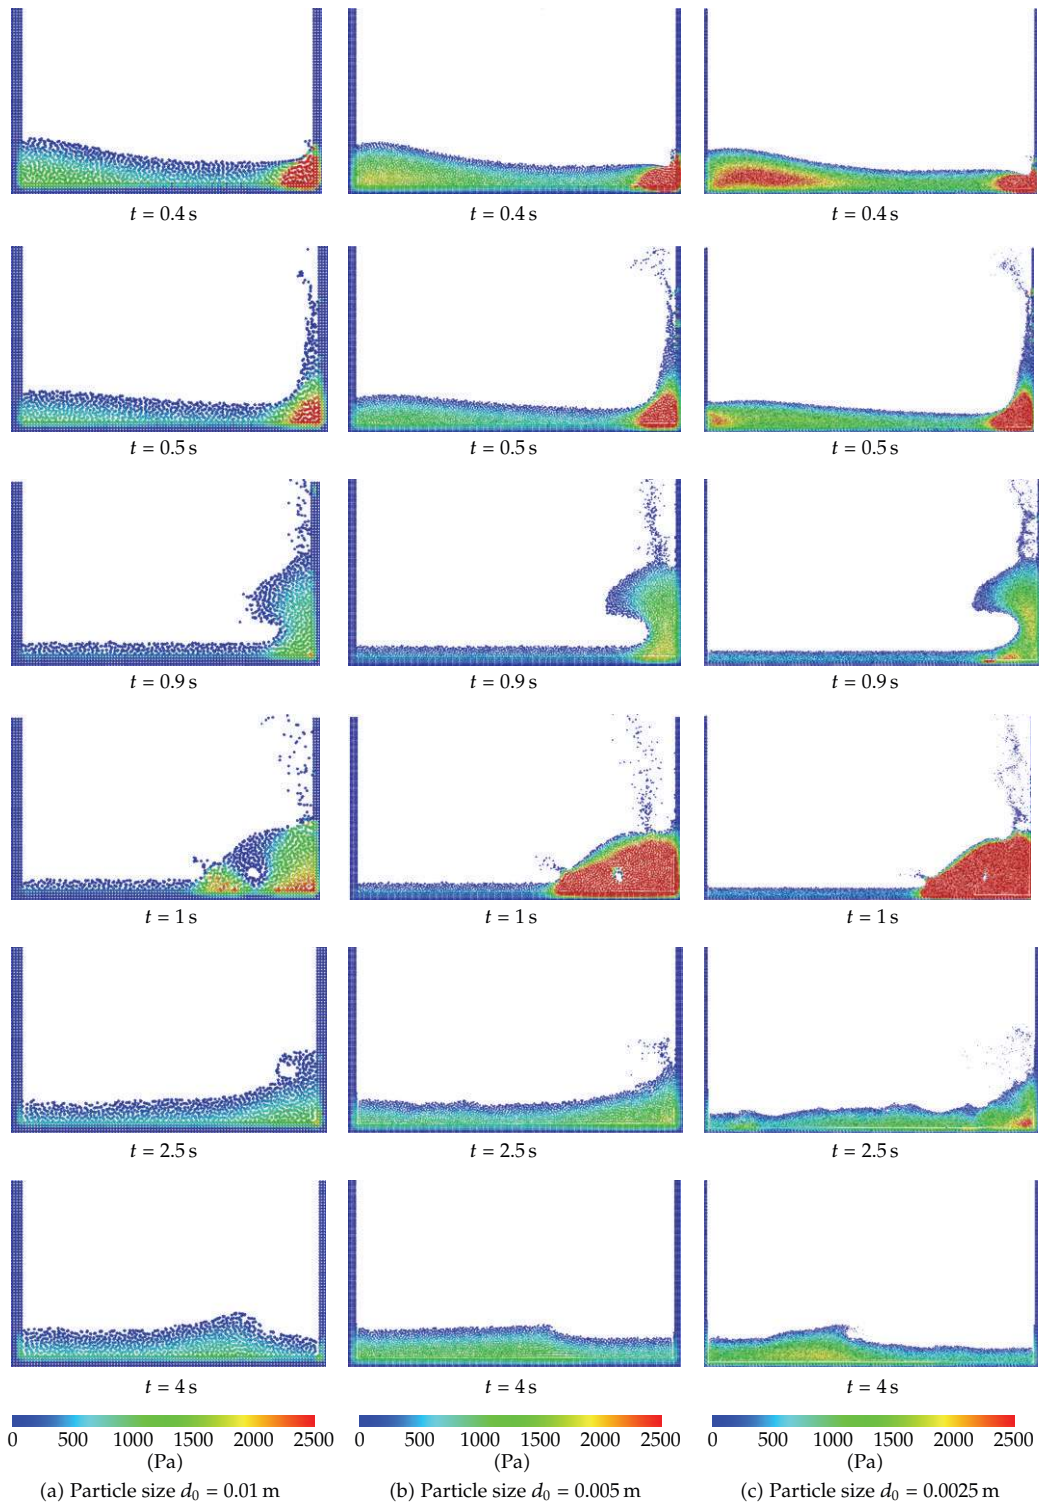 t = 0.4 s t = 0.4 s t = 0.4 s
t = 0.5 s t = 0.5 s t = 0.5 s
t = 0.9 s t = 0.9 s t = 0.9 s
t = 1 s t = 1 s t = 1 s
t = 2.5 s t = 2.5 s t = 2.5 s
t = 4 s t = 4 s t = 4 s
0 500 1000 1500 2000 2500 0 500 1000 1500 2000 2500 0 500 1000 1500 2000 2500
(Pa) (Pa) (Pa)
(a) Particle size d₀ = 0.01 m (b) Particle size d₀ = 0.005 m (c) Particle size d₀ = 0.0025 m